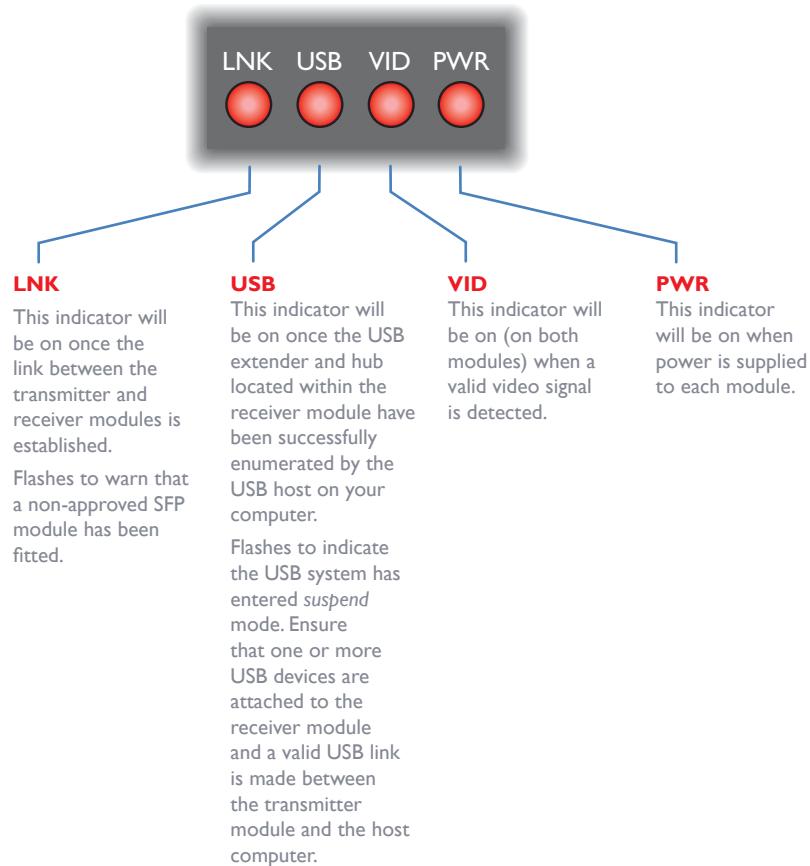 LNK USB VID PWR
LNK
This indicator will
be on once the
link between the
transmitter and
receiver modules is
established.
Flashes to warn that
a non-approved SFP
module has been
fitted.
USB
This indicator will
be on once the USB
extender and hub
located within the
receiver module have
been successfully
enumerated by the
USB host on your
computer.
Flashes to indicate
the USB system has
entered suspend
mode. Ensure
that one or more
USB devices are
attached to the
receiver module
and a valid USB link
is made between
the transmitter
module and the host
computer.
VID
This indicator will
be on (on both
modules) when a
valid video signal
is detected.
PWR
This indicator
will be on when
power is supplied
to each module.